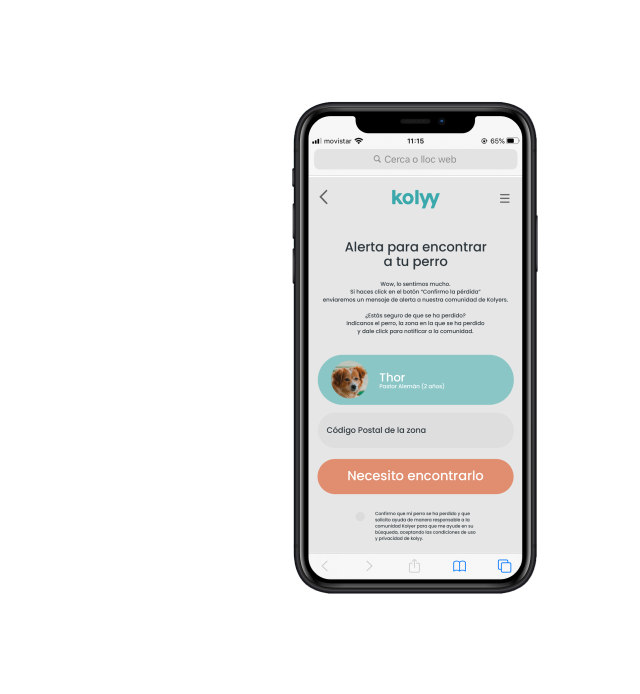 movistar
11:15
65%
Cerca o lloc web
kolyy
Alerta para encontrar
a tu perro
Wow, lo sentimos mucho.
Si haces click en el botón “Confirmo la pérdida”
enviaremos un mensaje de alerta a nuestra comunidad de Kolyers.
¿Estás seguro de que se ha perdido?
Indícanos el perro, la zona en la que se ha perdido
y dale click para notificar a la comunidad.
Thor
Pastor Alemán (2 años)
Código Postal de la zona
Necesito encontrarlo
Confirmo que mi perro se ha perdido y que
solicito ayuda de manera responsable a la
comunidad Kolyer para que me ayude en su
búsqueda, aceptando las condiciones de uso
y privacidad de kolyy.